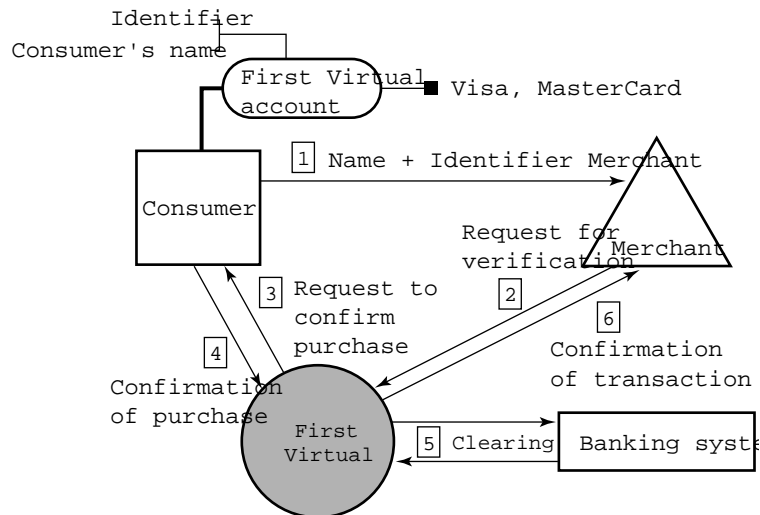 Identifier
Consumer's name
First Virtual
account
Visa, MasterCard
1 Name + Identifier Merchant
Consumer
Merchant
Request for
verification
2
3 Request to
confirm
purchase
4
Confirmation
of purchase
6
Confirmation
of transaction
First
Virtual
5 Clearing
Banking syste